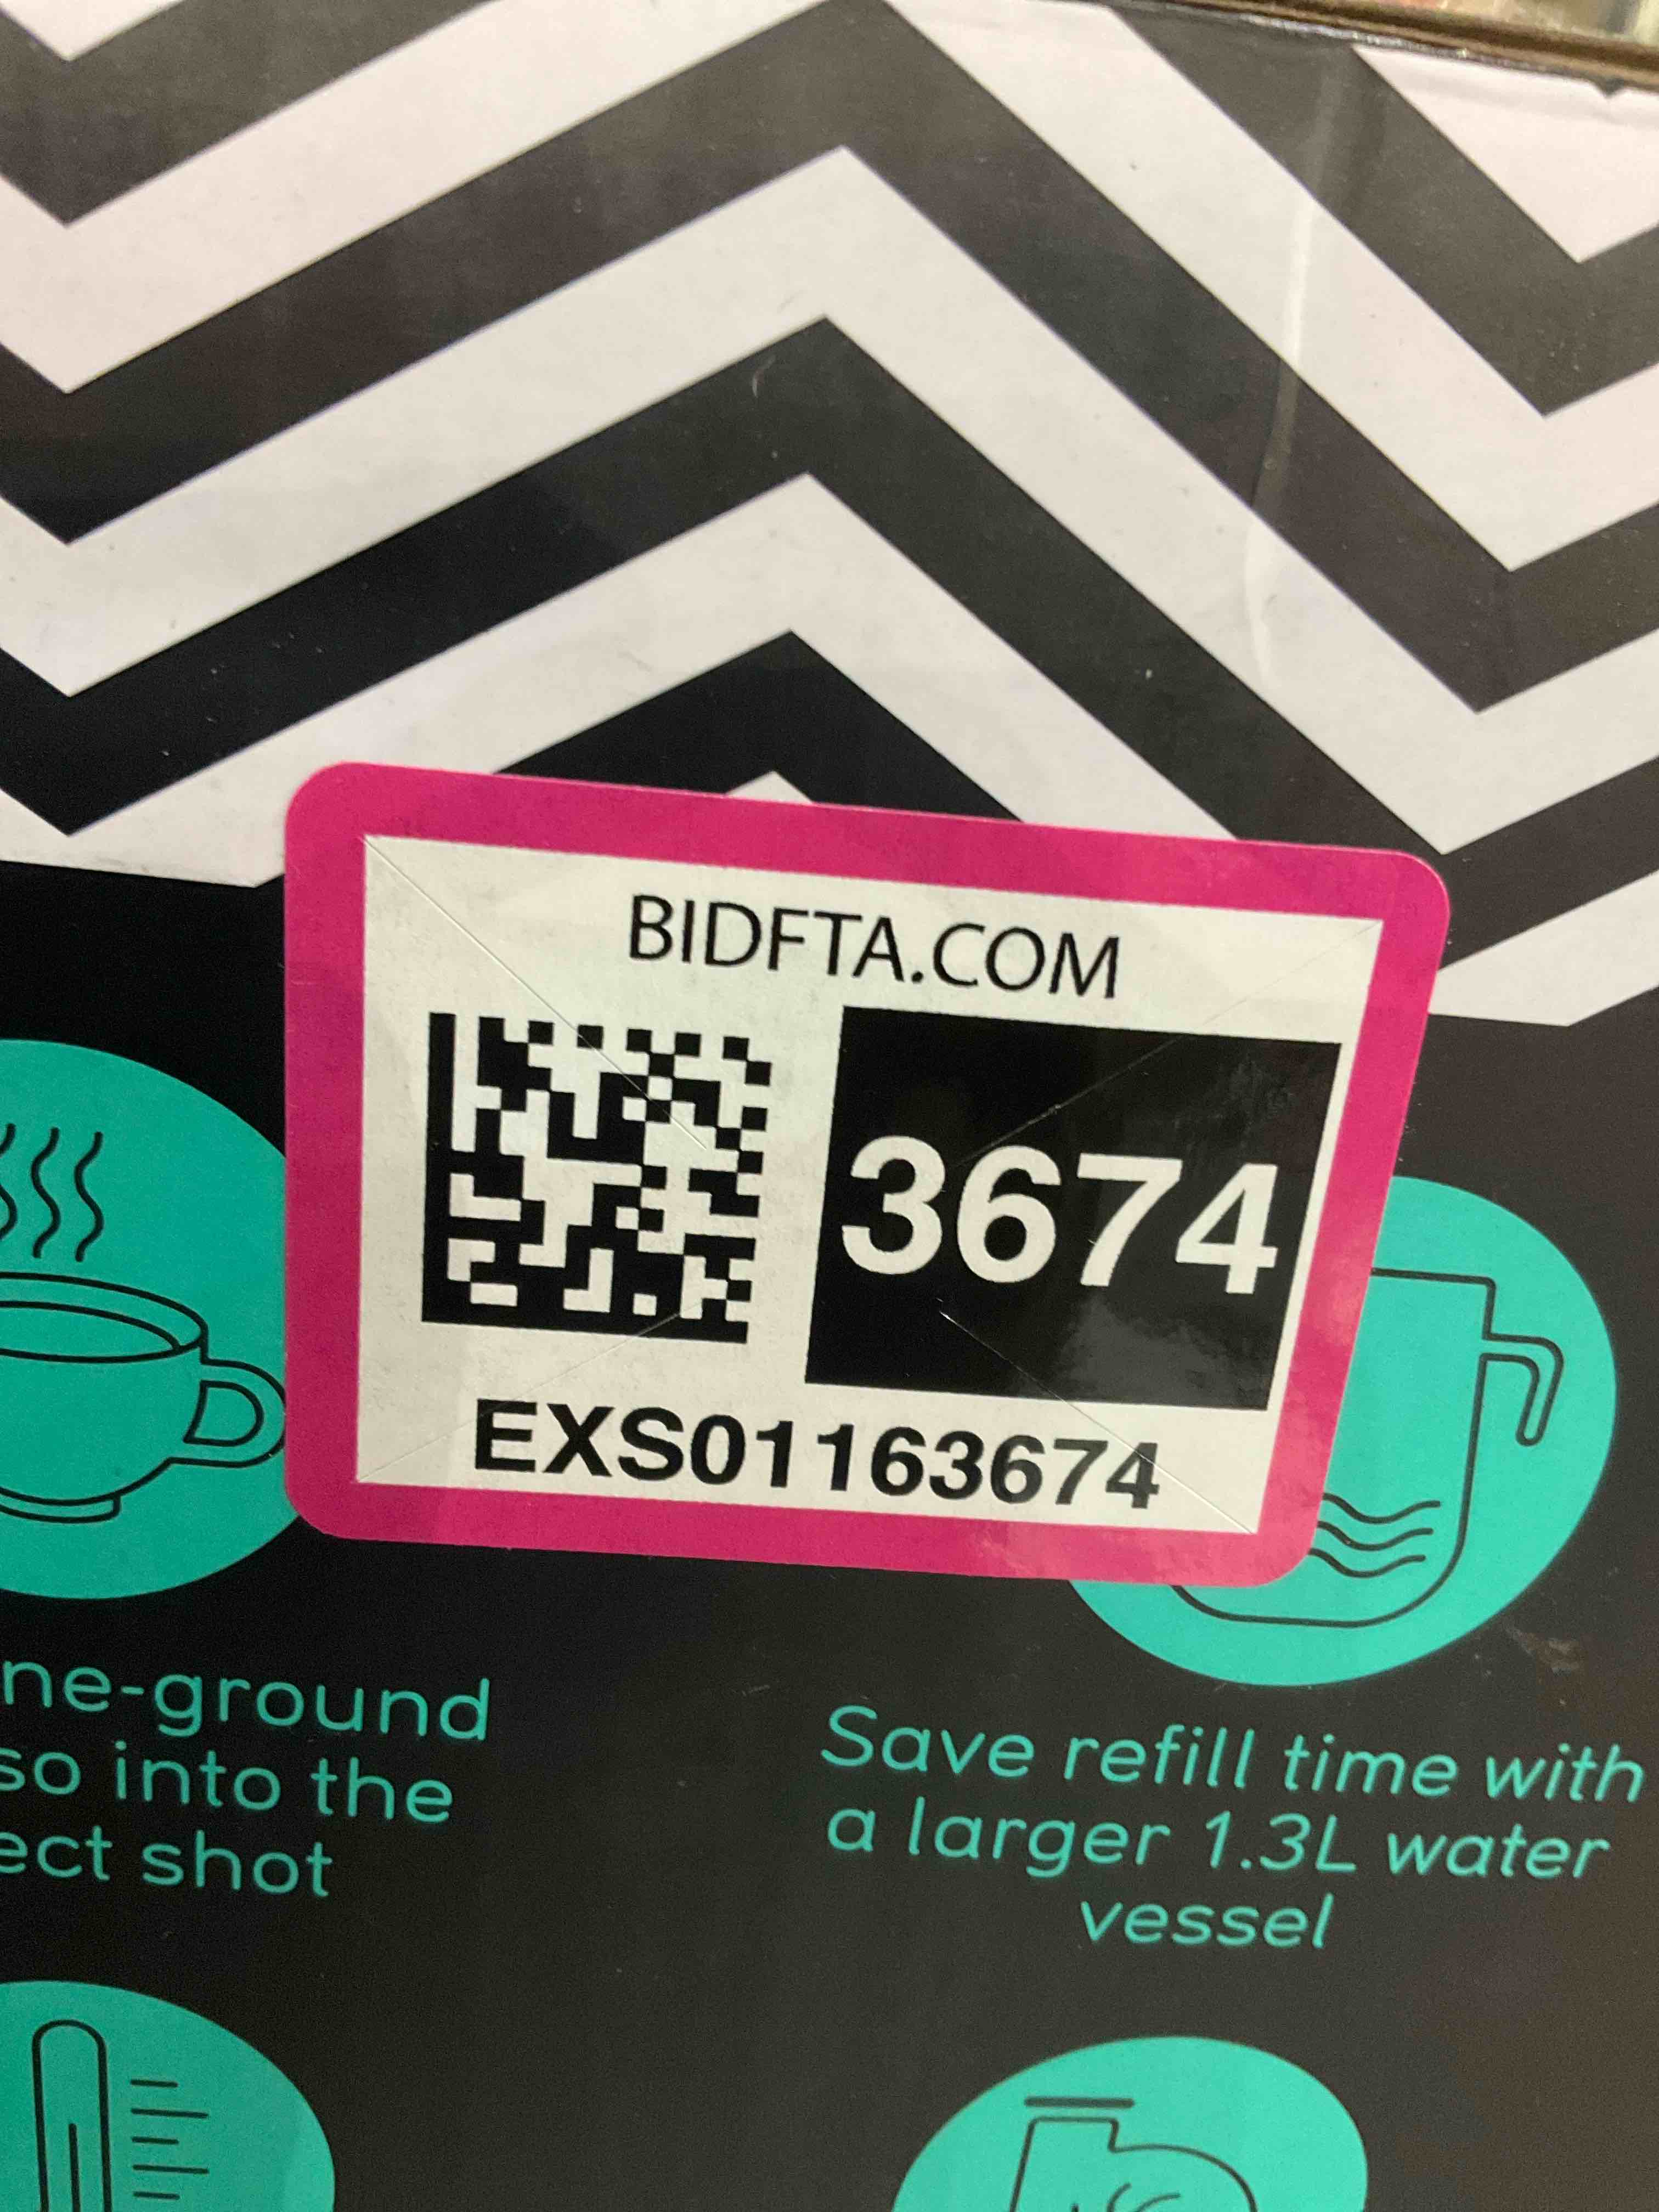 BIDFTA.COM
3674
EXS01163674
ne-ground
so into the
ect shot
Save refill time with
a larger 1.3L water
vessel